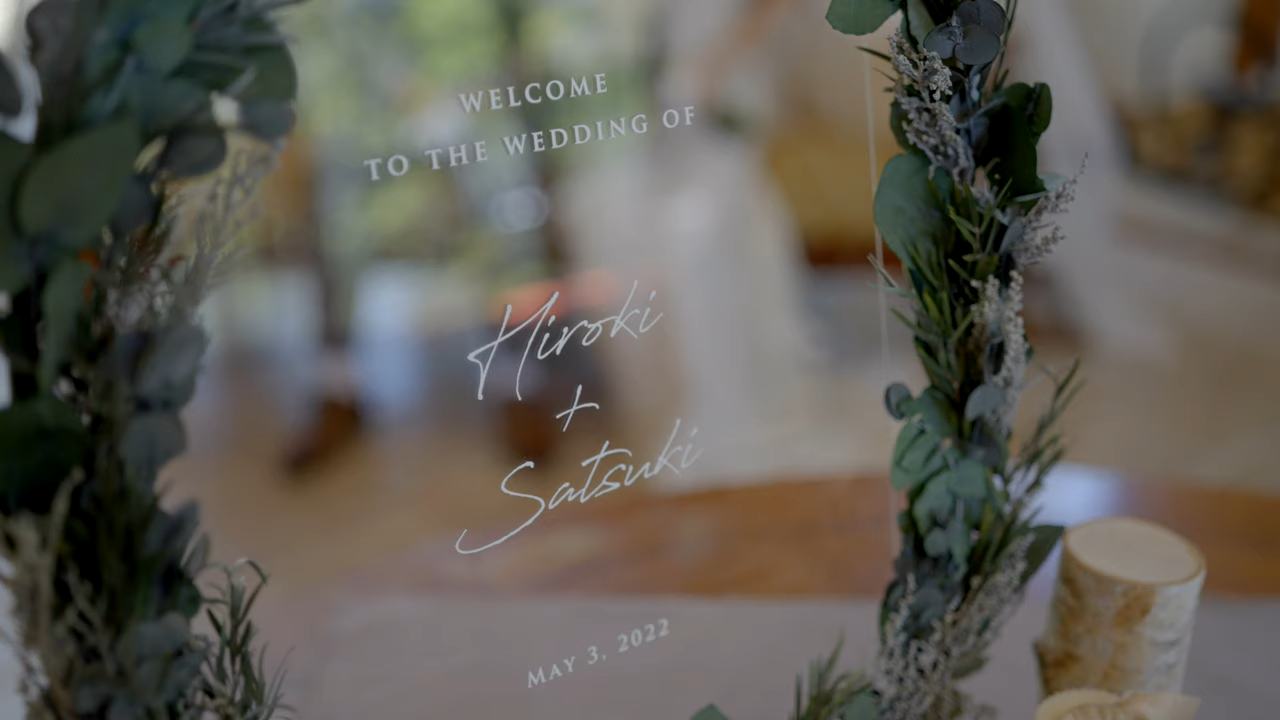 WELCOME
TO THE WEDDING OF
Hiroki
+
Satsuki
MAY 3, 2022